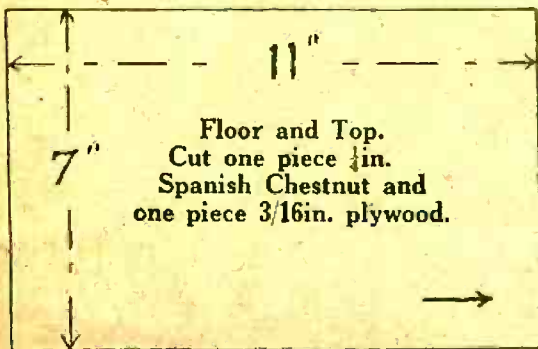 11"
7"
Floor and Top.
Cut one piece ¼in.
Spanish Chestnut and
one piece 3/16in. plywood.